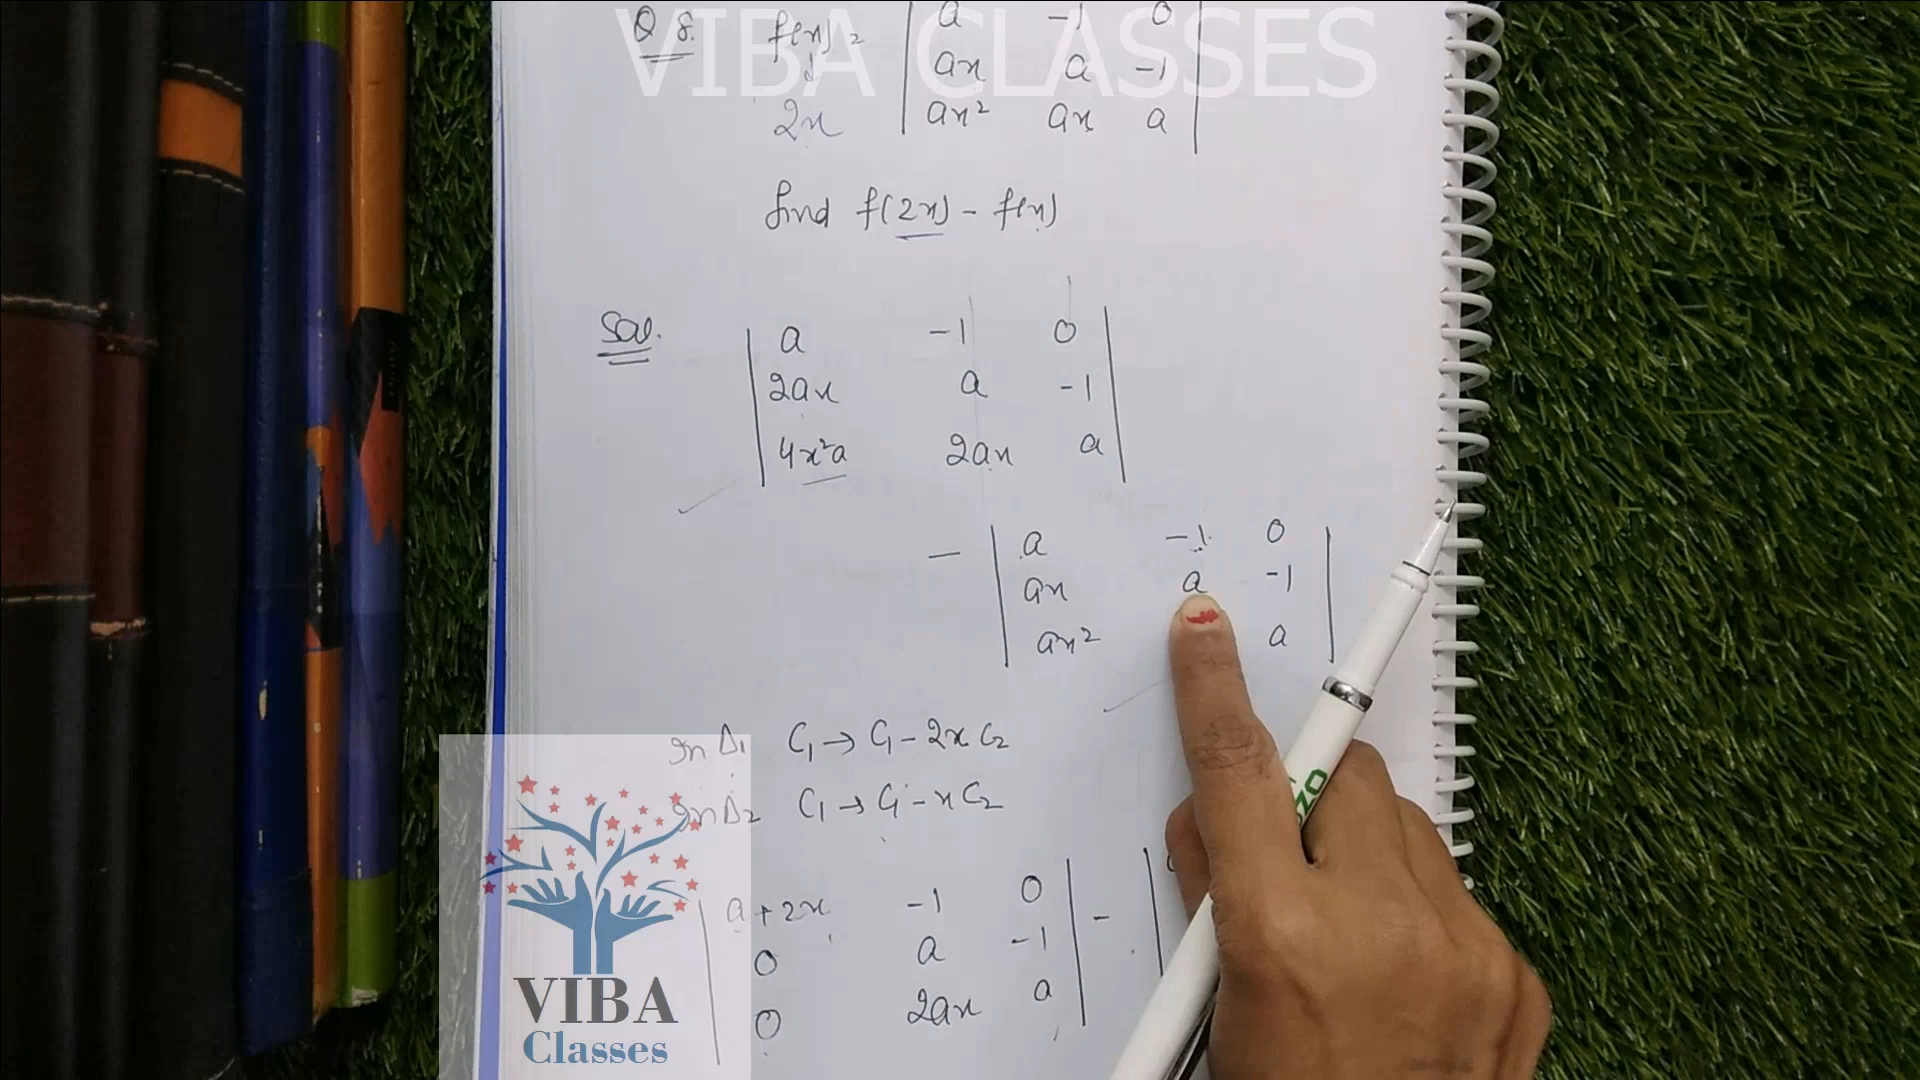 VIBA CLASSES
Q 8. f(x) = | a -1 0 |
| ax a -1 |
2x | ax² ax a |
find f(2x) - f(x)
Sol.
| a -1 0 |
| 2ax a -1 |
| 4x²a 2ax a |
- | a -1 0 |
| ax a -1 |
| ax² a |
In Δ₁ C₁ → C₁ - 2x C₂
In Δ₂ C₁ → C₁ - x C₂
| a + 2x -1 0 | - |
| 0 a -1 |
| 0 2ax a |
VIBA
Classes